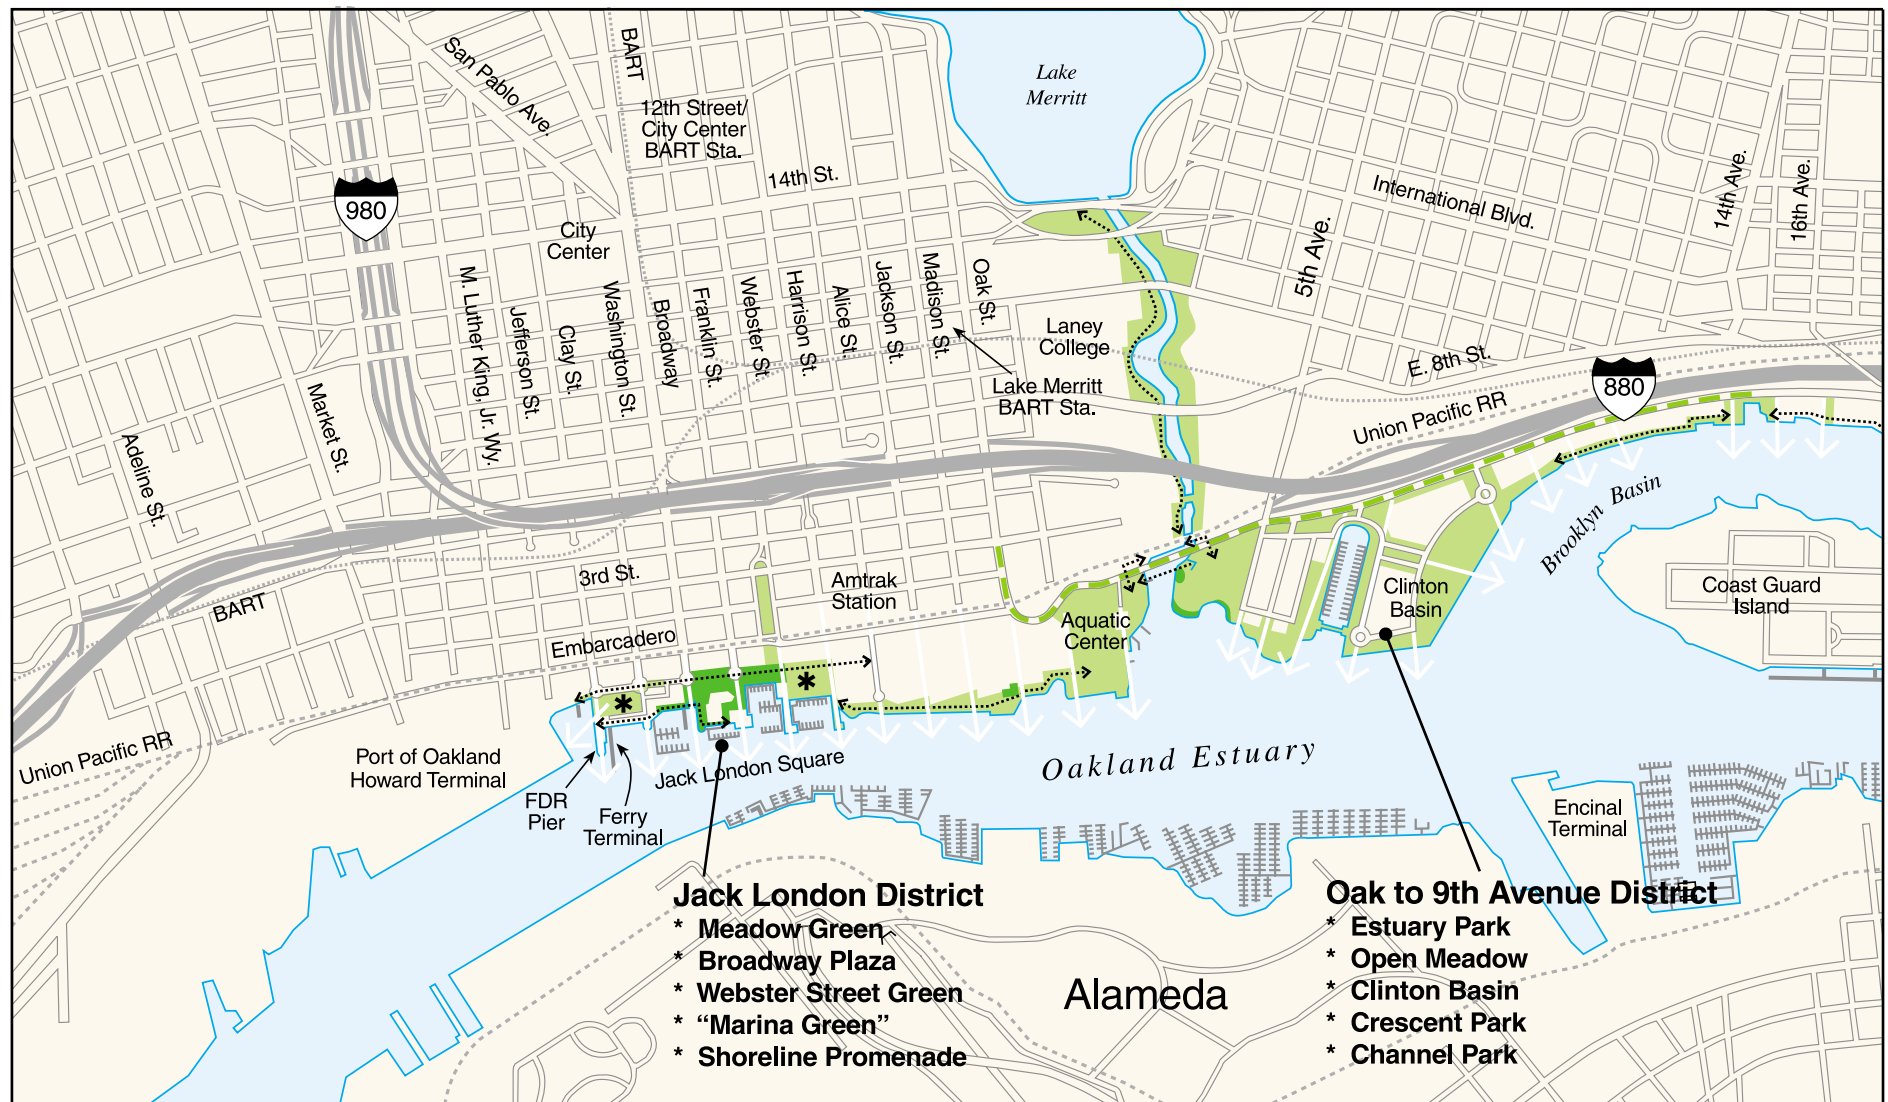 San Pablo Ave.
BART
12th Street/
City Center
BART Sta.
Lake
Merritt
14th St.
980
City
Center
International Blvd.
14th Ave.
16th Ave.
5th Ave.
M. Luther King, Jr. Wy.
Jefferson St.
Clay St.
Washington St.
Broadway
Franklin St.
Webster St.
Harrison St.
Alice St.
Jackson St.
Madison St.
Oak St.
Laney
College
Lake Merritt
BART Sta.
E. 8th St.
880
Union Pacific RR
Market St.
Adeline St.
Brooklyn Basin
3rd St.
BART
Amtrak
Station
Embarcadero
Aquatic
Center
Clinton
Basin
Coast Guard
Island
*
*
Union Pacific RR
Port of Oakland
Howard Terminal
Jack London Square
Oakland Estuary
FDR
Pier
Ferry
Terminal
Encinal
Terminal
Jack London District
* Meadow Green
* Broadway Plaza
* Webster Street Green
* “Marina Green”
* Shoreline Promenade
Alameda
Oak to 9th Avenue District
* Estuary Park
* Open Meadow
* Clinton Basin
* Crescent Park
* Channel Park